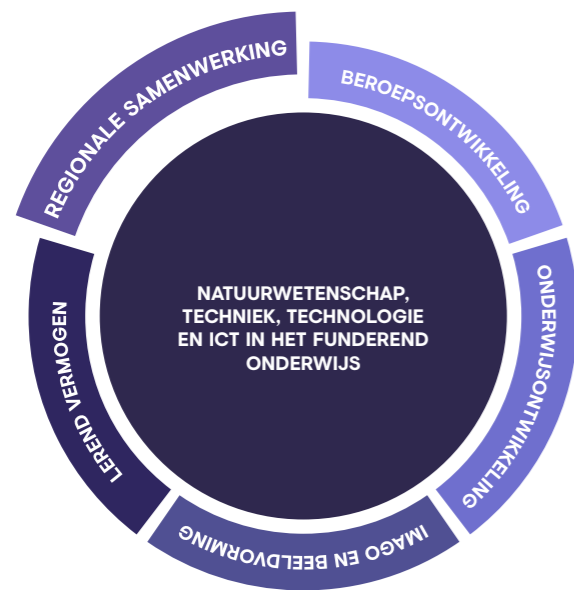 REGIONALE SAMENWERKING
BEROEPSONTWIKKELING
ONDERWIJSONTWIKKELING
IMAGO EN BEELDVORMING
LEREND VERMOGEN
NATUURWETENSCHAP,
TECHNIEK, TECHNOLOGIE
EN ICT IN HET FUNDEREND
ONDERWIJS